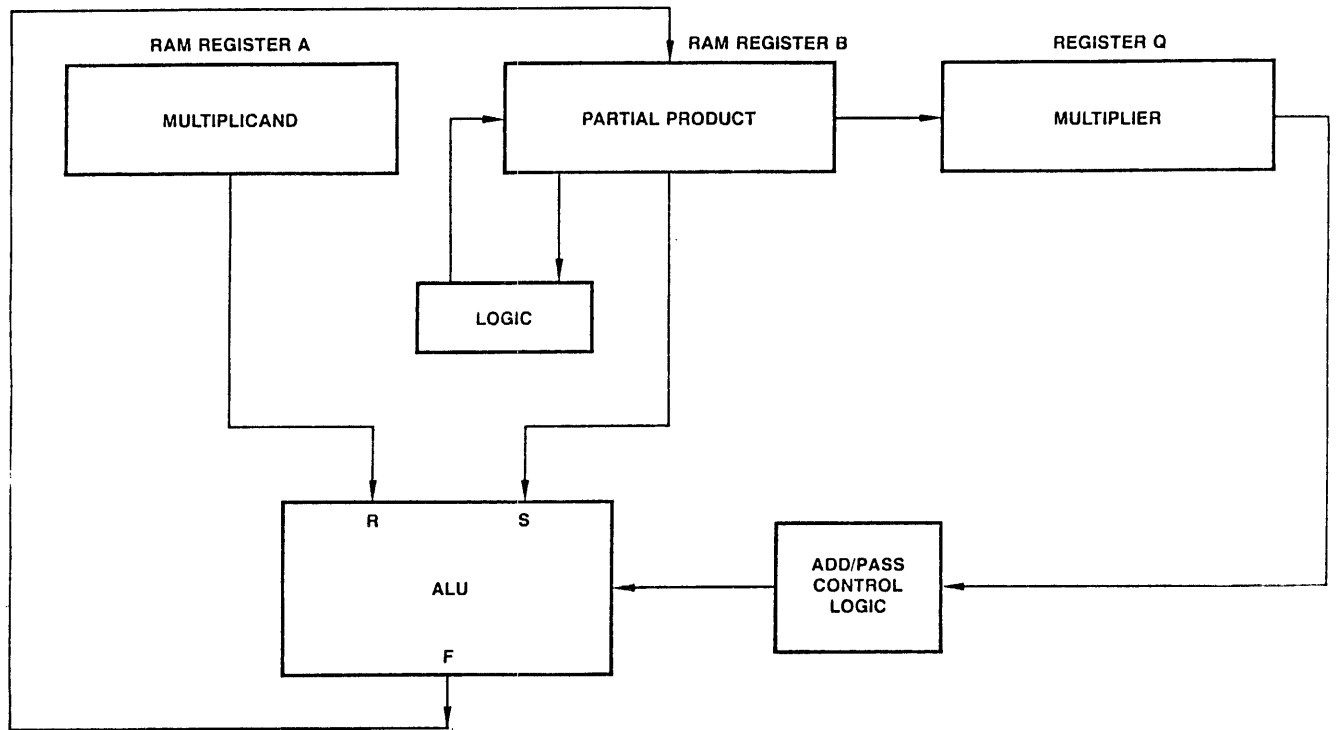 RAM REGISTER A
RAM REGISTER B
REGISTER Q
MULTIPLICAND
PARTIAL PRODUCT
MULTIPLIER
LOGIC
R
S
ALU
F
ADD/PASS
CONTROL
LOGIC